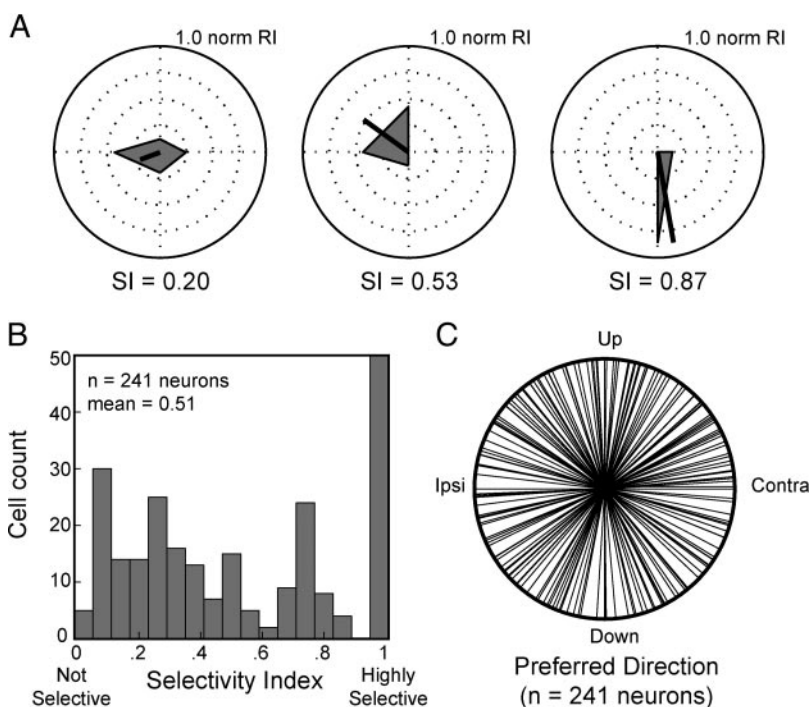 A
1.0 norm RI
1.0 norm RI
1.0 norm RI
SI = 0.20
SI = 0.53
SI = 0.87
B
n = 241 neurons
mean = 0.51
Cell count
50
40
30
20
10
0
0
.2
.4
.6
.8
1
Not
Selective
Selectivity Index
Highly
Selective
C
Up
Ipsi
Contra
Down
Preferred Direction
(n = 241 neurons)